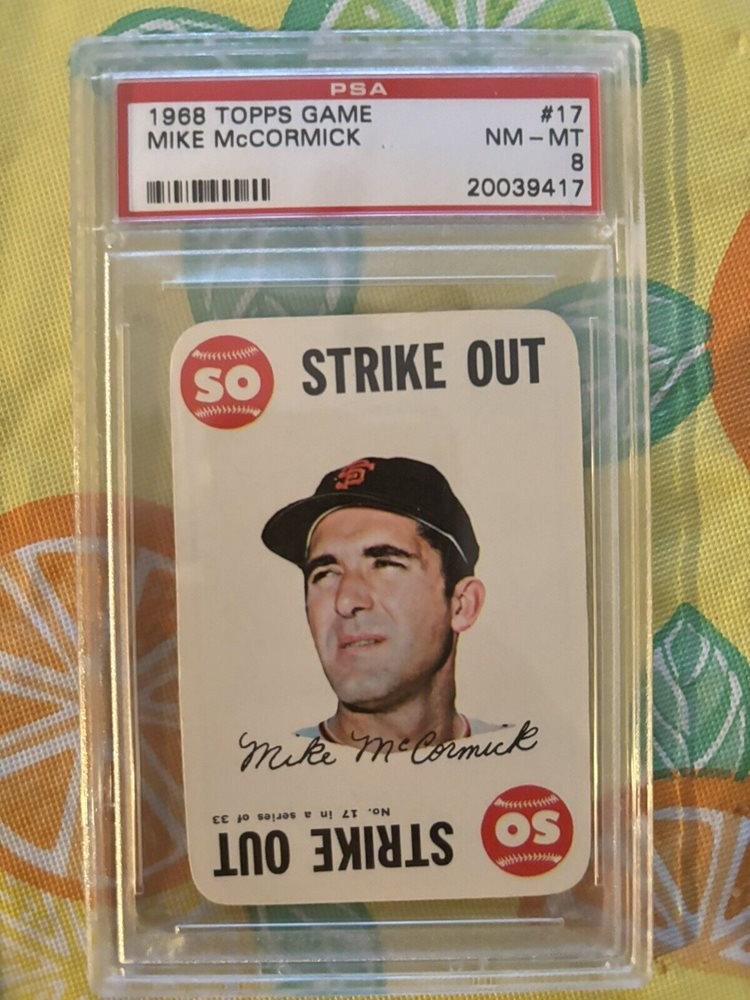 PSA
1968 TOPPS GAME #17
MIKE McCORMICK NM-MT
8
20039417
SO STRIKE OUT
SF
Mike McCormick
No. 17 in a series of 33
STRIKE OUT SO